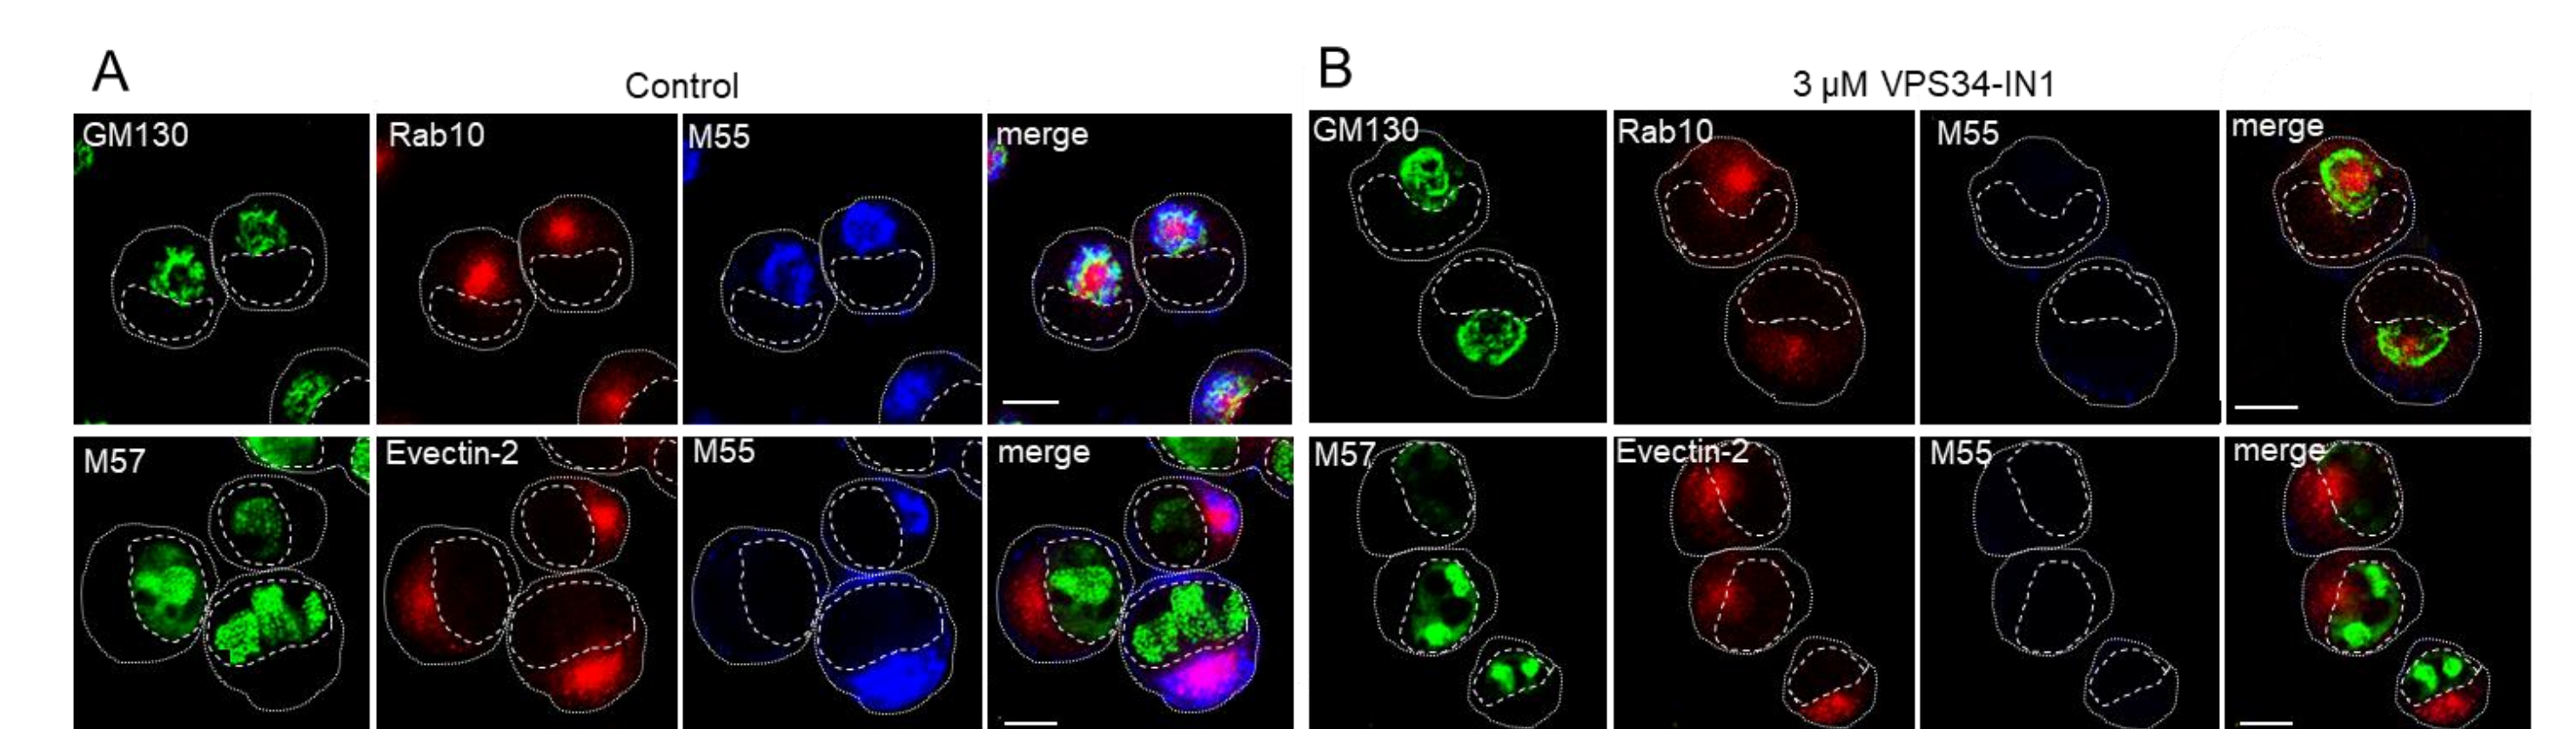 A
Control
GM130
Rab10
M55
merge
M57
Evectin-2
M55
merge
B
3 µM VPS34-IN1
GM130
Rab10
M55
merge
M57
Evectin-2
M55
merge